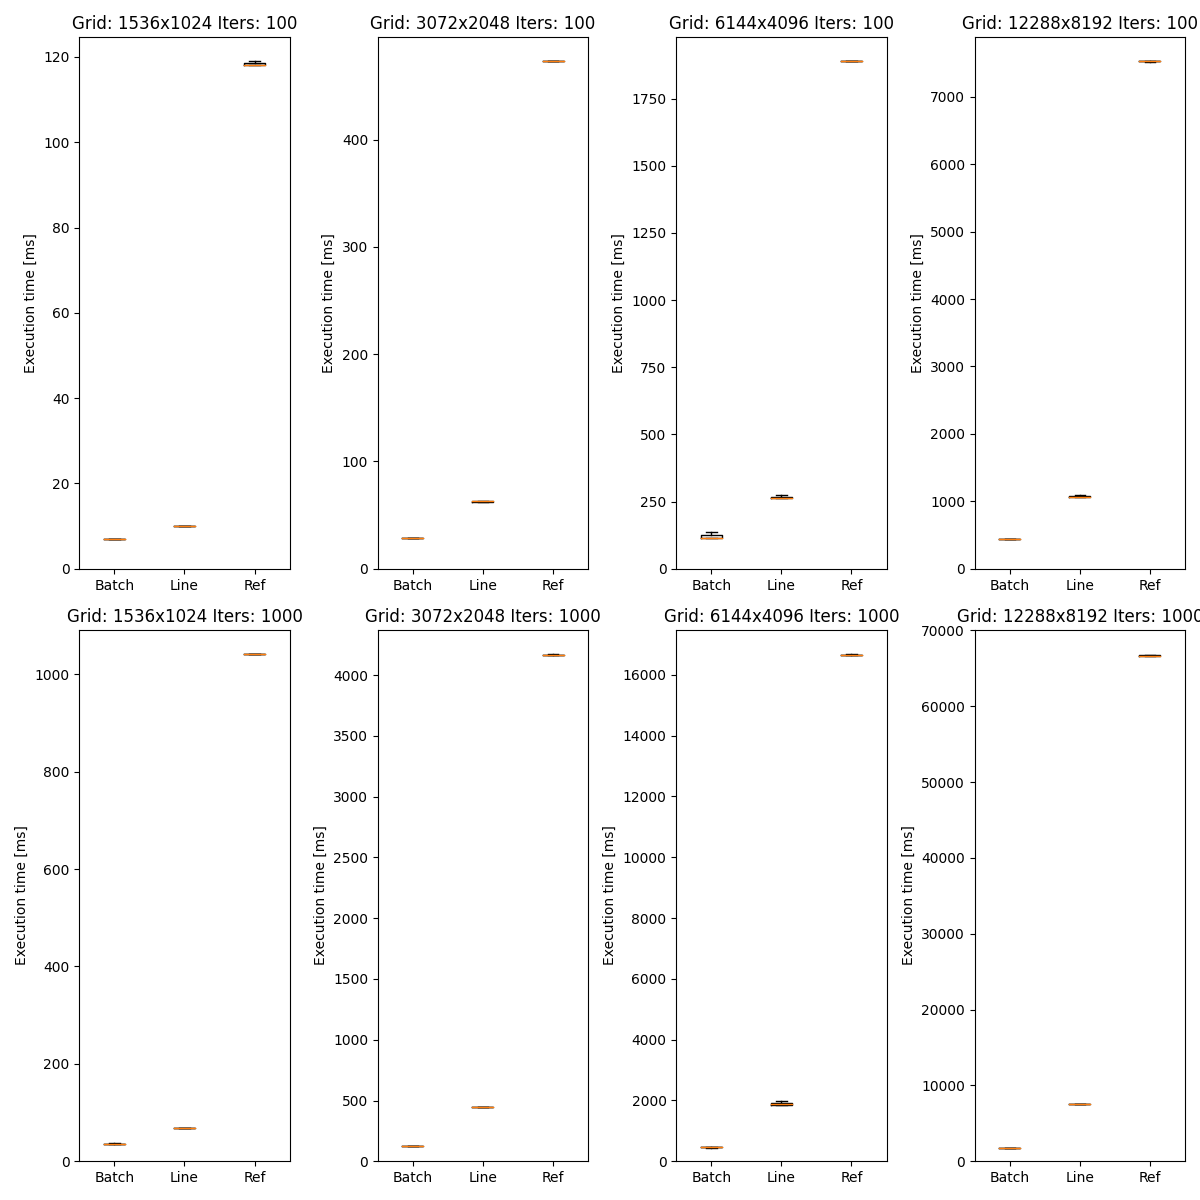 Grid: 1536x1024 Iters: 100
Execution time [ms]
120
100
80
60
40
20
0
Batch Line Ref
Grid: 3072x2048 Iters: 100
Execution time [ms]
400
300
200
100
0
Batch Line Ref
Grid: 6144x4096 Iters: 100
Execution time [ms]
1750
1500
1250
1000
750
500
250
0
Batch Line Ref
Grid: 12288x8192 Iters: 100
Execution time [ms]
7000
6000
5000
4000
3000
2000
1000
0
Batch Line Ref
Grid: 1536x1024 Iters: 1000
Execution time [ms]
1000
800
600
400
200
0
Batch Line Ref
Grid: 3072x2048 Iters: 1000
Execution time [ms]
4000
3500
3000
2500
2000
1500
1000
500
0
Batch Line Ref
Grid: 6144x4096 Iters: 1000
Execution time [ms]
16000
14000
12000
10000
8000
6000
4000
2000
0
Batch Line Ref
Grid: 12288x8192 Iters: 1000
Execution time [ms]
70000
60000
50000
40000
30000
20000
10000
0
Batch Line Ref